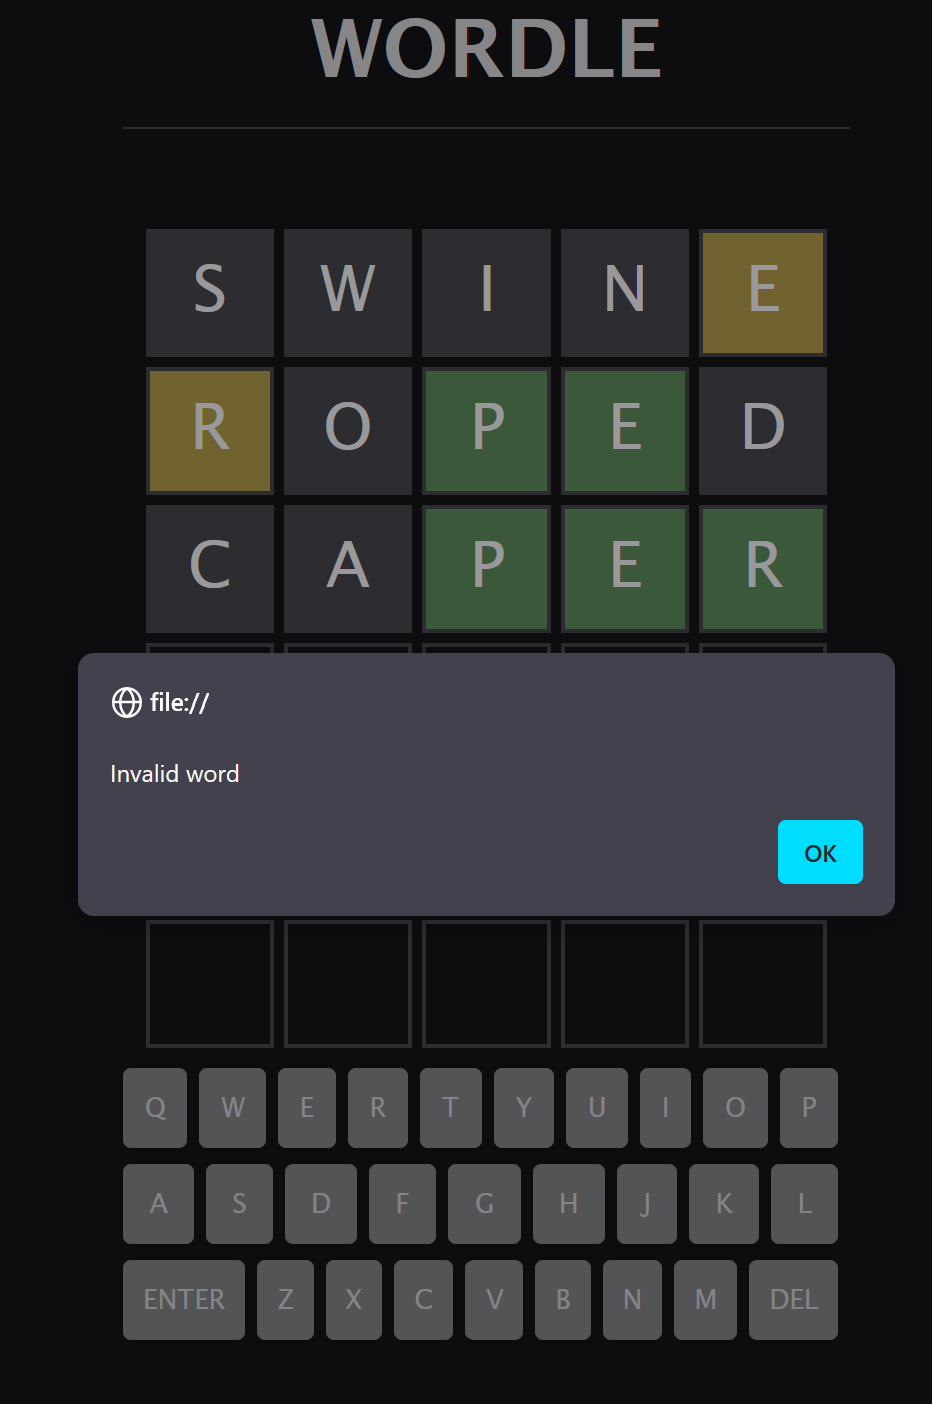 WORDLE
S W I N E
R O P E D
C A P E R
file://
Invalid word
OK
Q W E R T Y U I O P
A S D F G H J K L
ENTER Z X C V B N M DEL